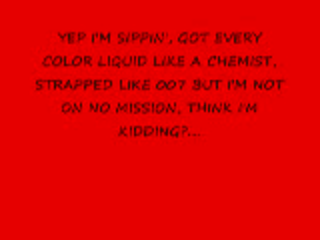 YEP I'M SIPPIN', GOT EVERY
COLOR LIQUID LIKE A CHEMIST,
STRAPPED LIKE 007 BUT I'M NOT
ON NO MISSION, THINK I'M
KIDDING?...